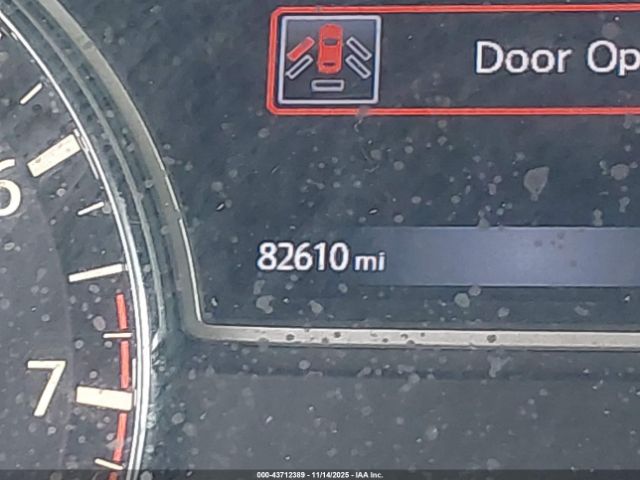 Door Op
6
82610 mi
7
000-43712389 - 11/14/2025 - IAA Inc.